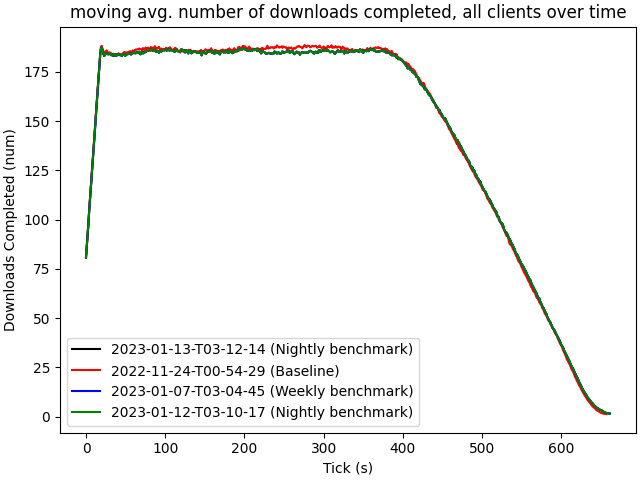 moving avg. number of downloads completed, all clients over time
Downloads Completed (num)
175
150
125
100
75
50
25
0
2023-01-13-T03-12-14 (Nightly benchmark)
2022-11-24-T00-54-29 (Baseline)
2023-01-07-T03-04-45 (Weekly benchmark)
2023-01-12-T03-10-17 (Nightly benchmark)
0 100 200 300 400 500 600
Tick (s)